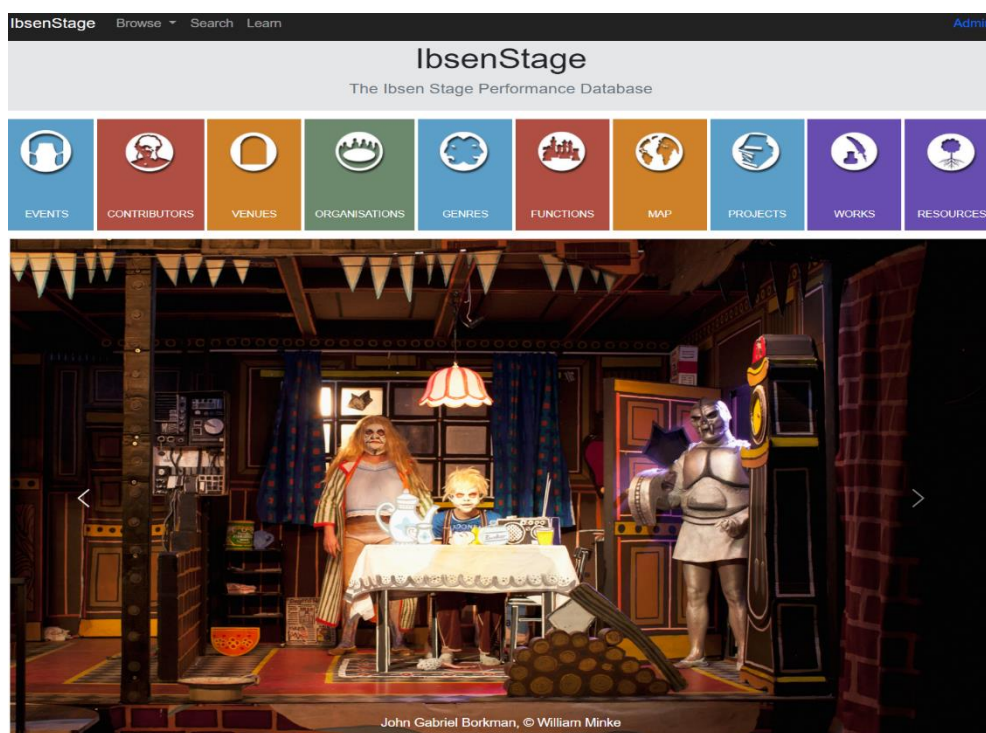 IbsenStage Browse Search Learn Admin
IbsenStage
The Ibsen Stage Performance Database
EVENTS CONTRIBUTORS VENUES ORGANISATIONS GENRES FUNCTIONS MAP PROJECTS WORKS RESOURCES
John Gabriel Borkman, © William Minke